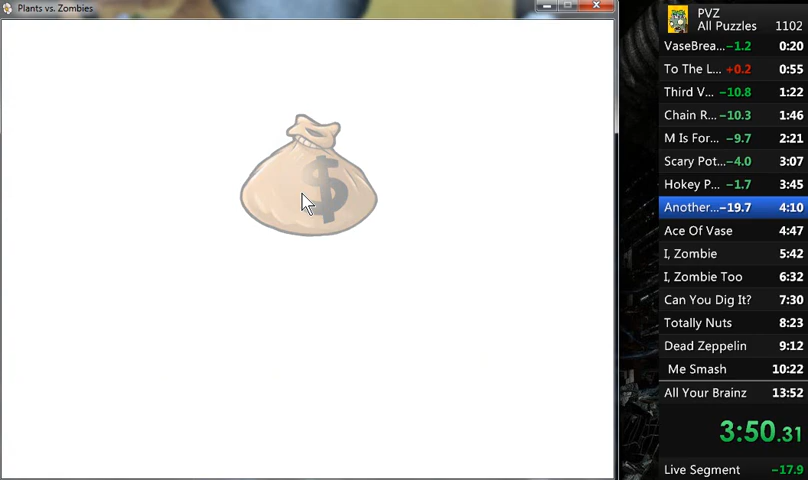 Plants vs. Zombies
$
PVZ
All Puzzles 1102
VaseBrea... -1.2 0:20
To The L... +0.2 0:55
Third V... -10.8 1:22
Chain R... -10.3 1:46
M Is For... -9.7 2:21
Scary Pot... -4.0 3:07
Hokey P... -1.7 3:45
Another... -19.7 4:10
Ace Of Vase 4:47
I, Zombie 5:42
I, Zombie Too 6:32
Can You Dig It? 7:30
Totally Nuts 8:23
Dead Zeppelin 9:12
Me Smash 10:22
All Your Brainz 13:52
3:50.31
Live Segment -17.9